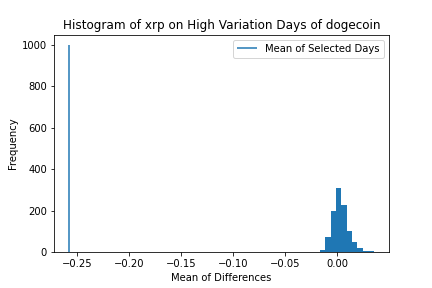 Histogram of xrp on High Variation Days of dogecoin
Mean of Selected Days
Frequency
1000
800
600
400
200
0
−0.25 −0.20 −0.15 −0.10 −0.05 0.00
Mean of Differences